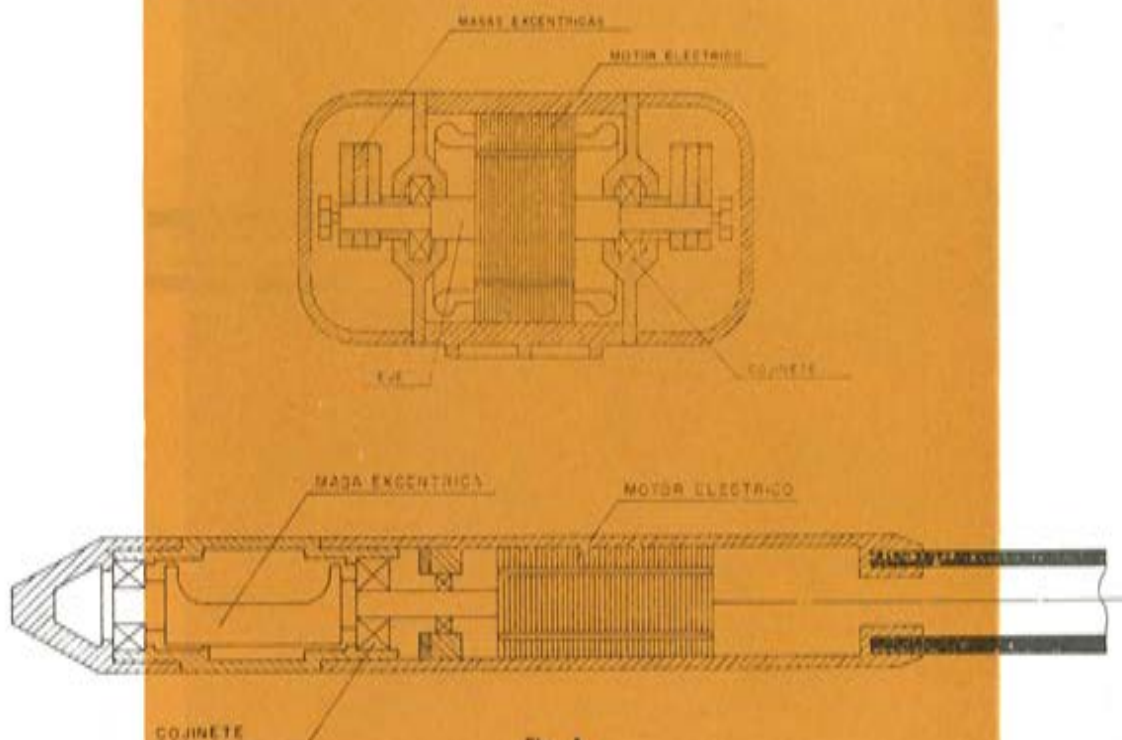 MASAS EXCENTRICAS
MOTOR ELECTRICO
EJE
COJINETE
MASA EXCENTRICA
MOTOR ELECTRICO
COJINETE